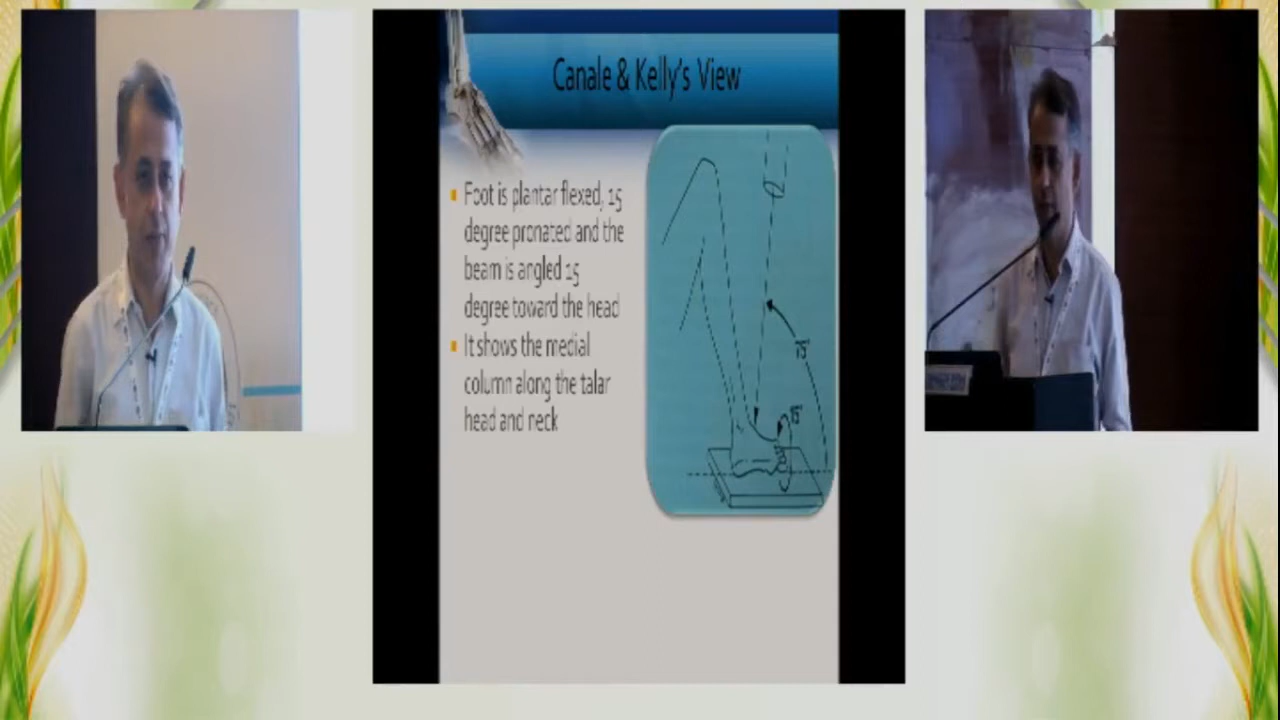 Canale & Kelly's View
Foot is plantar flexed, 15
degree pronated and the
beam is angled 15
degree toward the head
It shows the medial
column along the talar
head and neck
75°
15°